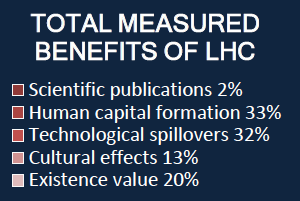 TOTAL MEASURED
BENEFITS OF LHC
Scientific publications 2%
Human capital formation 33%
Technological spillovers 32%
Cultural effects 13%
Existence value 20%